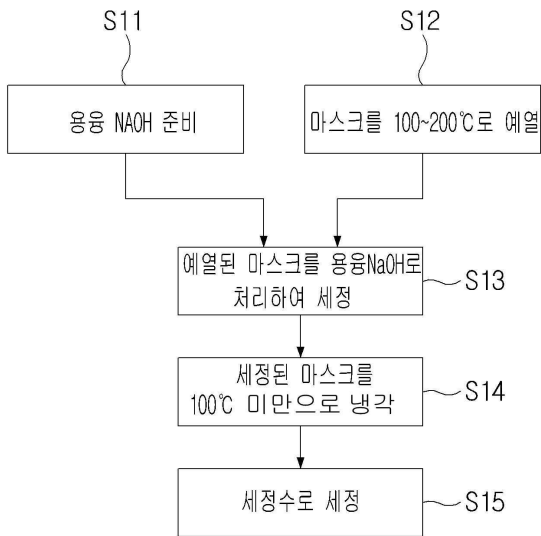 S11
S12
용융 NAOH 준비
마스크를 100~200℃로 예열
예열된 마스크를 용융NaOH로
처리하여 세정
S13
세정된 마스크를
100℃ 미만으로 냉각
S14
세정수로 세정
S15